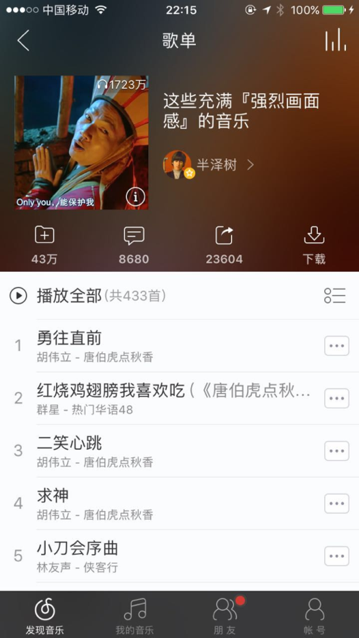 中国移动
22:15
100%
歌单
1723万
Only you，能保护我
这些充满『强烈画面
感』的音乐
半泽树
43万
8680
23604
下载
播放全部(共433首)
1
勇往直前
胡伟立 - 唐伯虎点秋香
2
红烧鸡翅膀我喜欢吃 (《唐伯虎点秋...
群星 - 热门华语48
3
二笑心跳
胡伟立 - 唐伯虎点秋香
4
求神
胡伟立 - 唐伯虎点秋香
5
小刀会序曲
林友声 - 侠客行
发现音乐
我的音乐
朋友
帐号